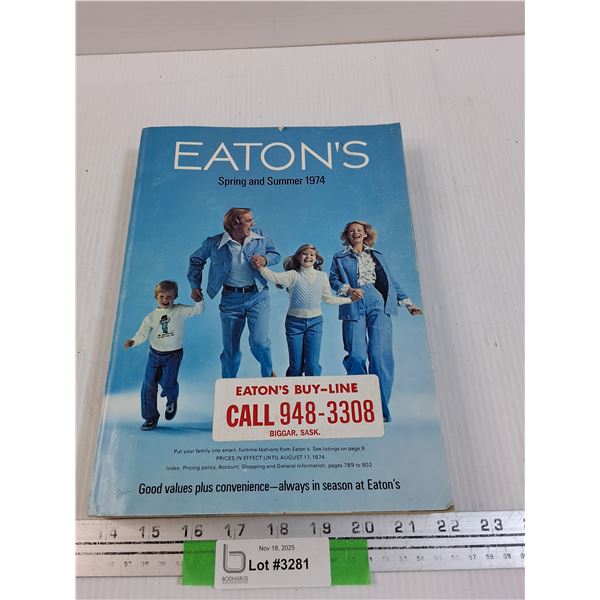 EATON'S
Spring and Summer 1974
EATON'S BUY-LINE
CALL 948-3308
BIGGAR, SASK.
Put your family into smart, funtime fashions from Eaton's. See listings on page 9
PRICES IN EFFECT UNTIL AUGUST 17, 1974
Index, Pricing policy, Account, Shopping and General Information, pages 789 to 802
Good values plus convenience—always in season at Eaton's
14 15 16 17 18 19 20 21 22 23
Nov 18, 2025
Lot #3281
b
BODNARUS